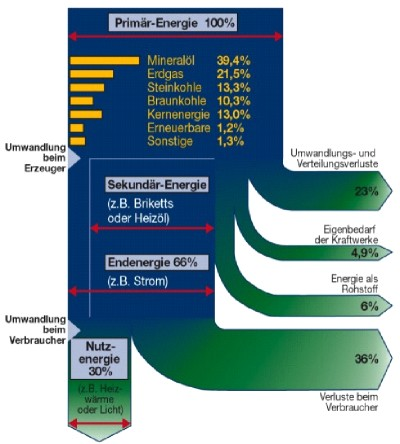 Primär-Energie 100%
Mineralöl 39,4%
Erdgas 21,5%
Steinkohle 13,3%
Braunkohle 10,3%
Kernenergie 13,0%
Erneuerbare 1,2%
Sonstige 1,3%
Umwandlung
beim
Erzeuger
Umwandlungs- und
Verteilungsverluste
23%
Sekundär-Energie
(z.B. Briketts
oder Heizöl)
Eigenbedarf
der Kraftwerke
4,9%
Endenergie 66%
(z.B. Strom)
Energie als
Rohstoff
6%
Umwandlung
beim
Verbraucher
Nutz-
energie
30%
(z.B. Heiz-
wärme
oder Licht)
36%
Verluste beim
Verbraucher